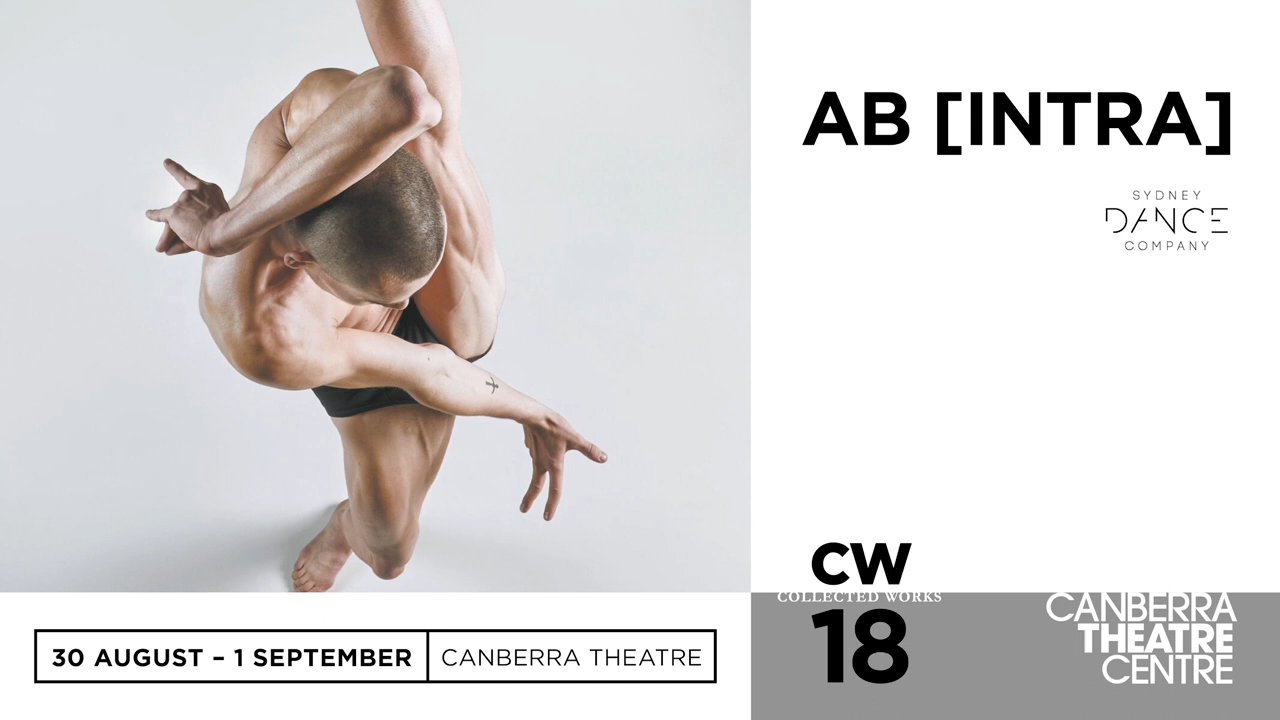 AB [INTRA]
SYDNEY
DANCE
COMPANY
CW
COLLECTED WORKS
18
CANBERRA
THEATRE
CENTRE
30 AUGUST – 1 SEPTEMBER
CANBERRA THEATRE